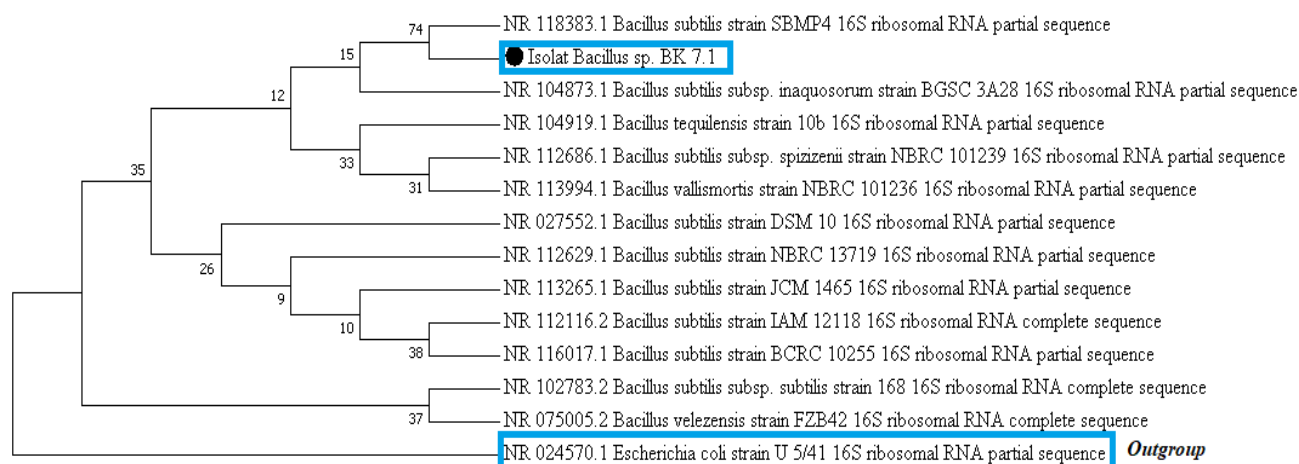 NR 118383.1 Bacillus subtilis strain SBMP4 16S ribosomal RNA partial sequence
74
Isolat Bacillus sp. BK 7.1
15
NR 104873.1 Bacillus subtilis subsp. inaquosorum strain BGSC 3A28 16S ribosomal RNA partial sequence
12
NR 104919.1 Bacillus tequilensis strain 10b 16S ribosomal RNA partial sequence
33
NR 112686.1 Bacillus subtilis subsp. spizizenii strain NBRC 101239 16S ribosomal RNA partial sequence
35
31
NR 113994.1 Bacillus vallismortis strain NBRC 101236 16S ribosomal RNA partial sequence
NR 027552.1 Bacillus subtilis strain DSM 10 16S ribosomal RNA partial sequence
26
NR 112629.1 Bacillus subtilis strain NBRC 13719 16S ribosomal RNA partial sequence
9
NR 113265.1 Bacillus subtilis strain JCM 1465 16S ribosomal RNA partial sequence
10
NR 112116.2 Bacillus subtilis strain IAM 12118 16S ribosomal RNA complete sequence
38
NR 116017.1 Bacillus subtilis strain BCRC 10255 16S ribosomal RNA partial sequence
NR 102783.2 Bacillus subtilis subsp. subtilis strain 168 16S ribosomal RNA complete sequence
37
NR 075005.2 Bacillus velezensis strain FZB42 16S ribosomal RNA complete sequence
NR 024570.1 Escherichia coli strain U 5/41 16S ribosomal RNA partial sequence Outgroup